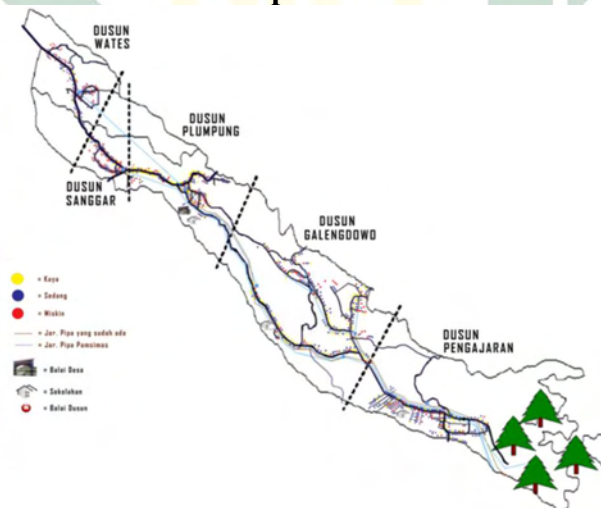 DUSUN
WATES
DUSUN
PLUMPUNG
DUSUN
SANGGAR
DUSUN
GALENGDOWO
DUSUN
PENGAJARAN
= Kaya
= Sedang
= Miskin
= Jar. Pipa yang sudah ada
= Jar. Pipa Pamsimas
= Balai Desa
= Sekolahan
= Balai Dusun